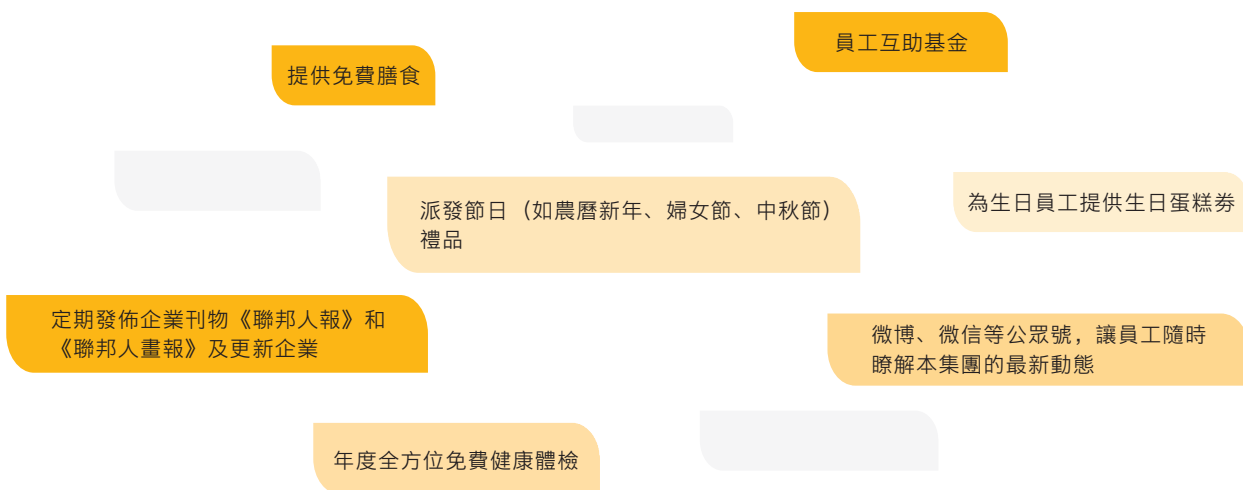 員工互助基金
提供免費膳食
派發節日（如農曆新年、婦女節、中秋節）
禮品
為生日員工提供生日蛋糕券
定期發佈企業刊物《聯邦人報》和
《聯邦人畫報》及更新企業
微博、微信等公眾號，讓員工隨時
瞭解本集團的最新動態
年度全方位免費健康體檢